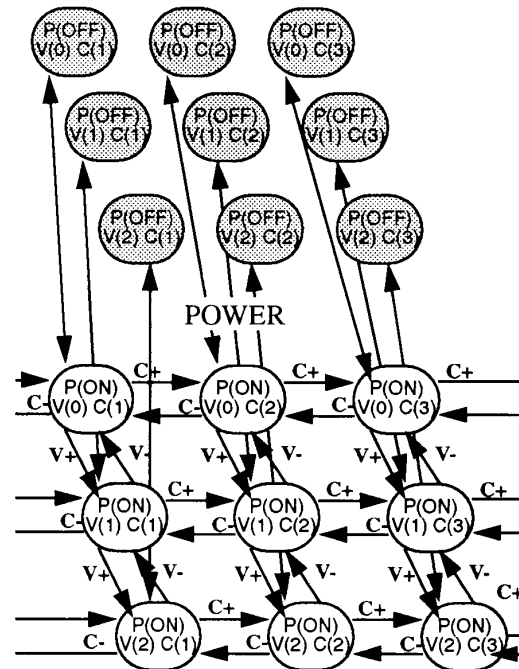 P(OFF)
V(0) C(1)
P(OFF)
V(0) C(2)
P(OFF)
V(0) C(3)
P(OFF)
V(1) C(1)
P(OFF)
V(1) C(2)
P(OFF)
V(1) C(3)
P(OFF)
V(2) C(1)
P(OFF)
V(2) C(2)
P(OFF)
V(2) C(3)
POWER
P(ON)
V(0) C(1)
C+
P(ON)
V(0) C(2)
C+
P(ON)
V(0) C(3)
C+
C-
C-
C-
V+
V-
V+
V-
V+
V-
P(ON)
V(1) C(1)
C+
P(ON)
V(1) C(2)
C+
P(ON)
V(1) C(3)
C+
C-
C-
C-
V+
V-
V+
V-
V+
V-
P(ON)
V(2) C(1)
C+
P(ON)
V(2) C(2)
C+
P(ON)
V(2) C(3)
C+
C-
C-
C-